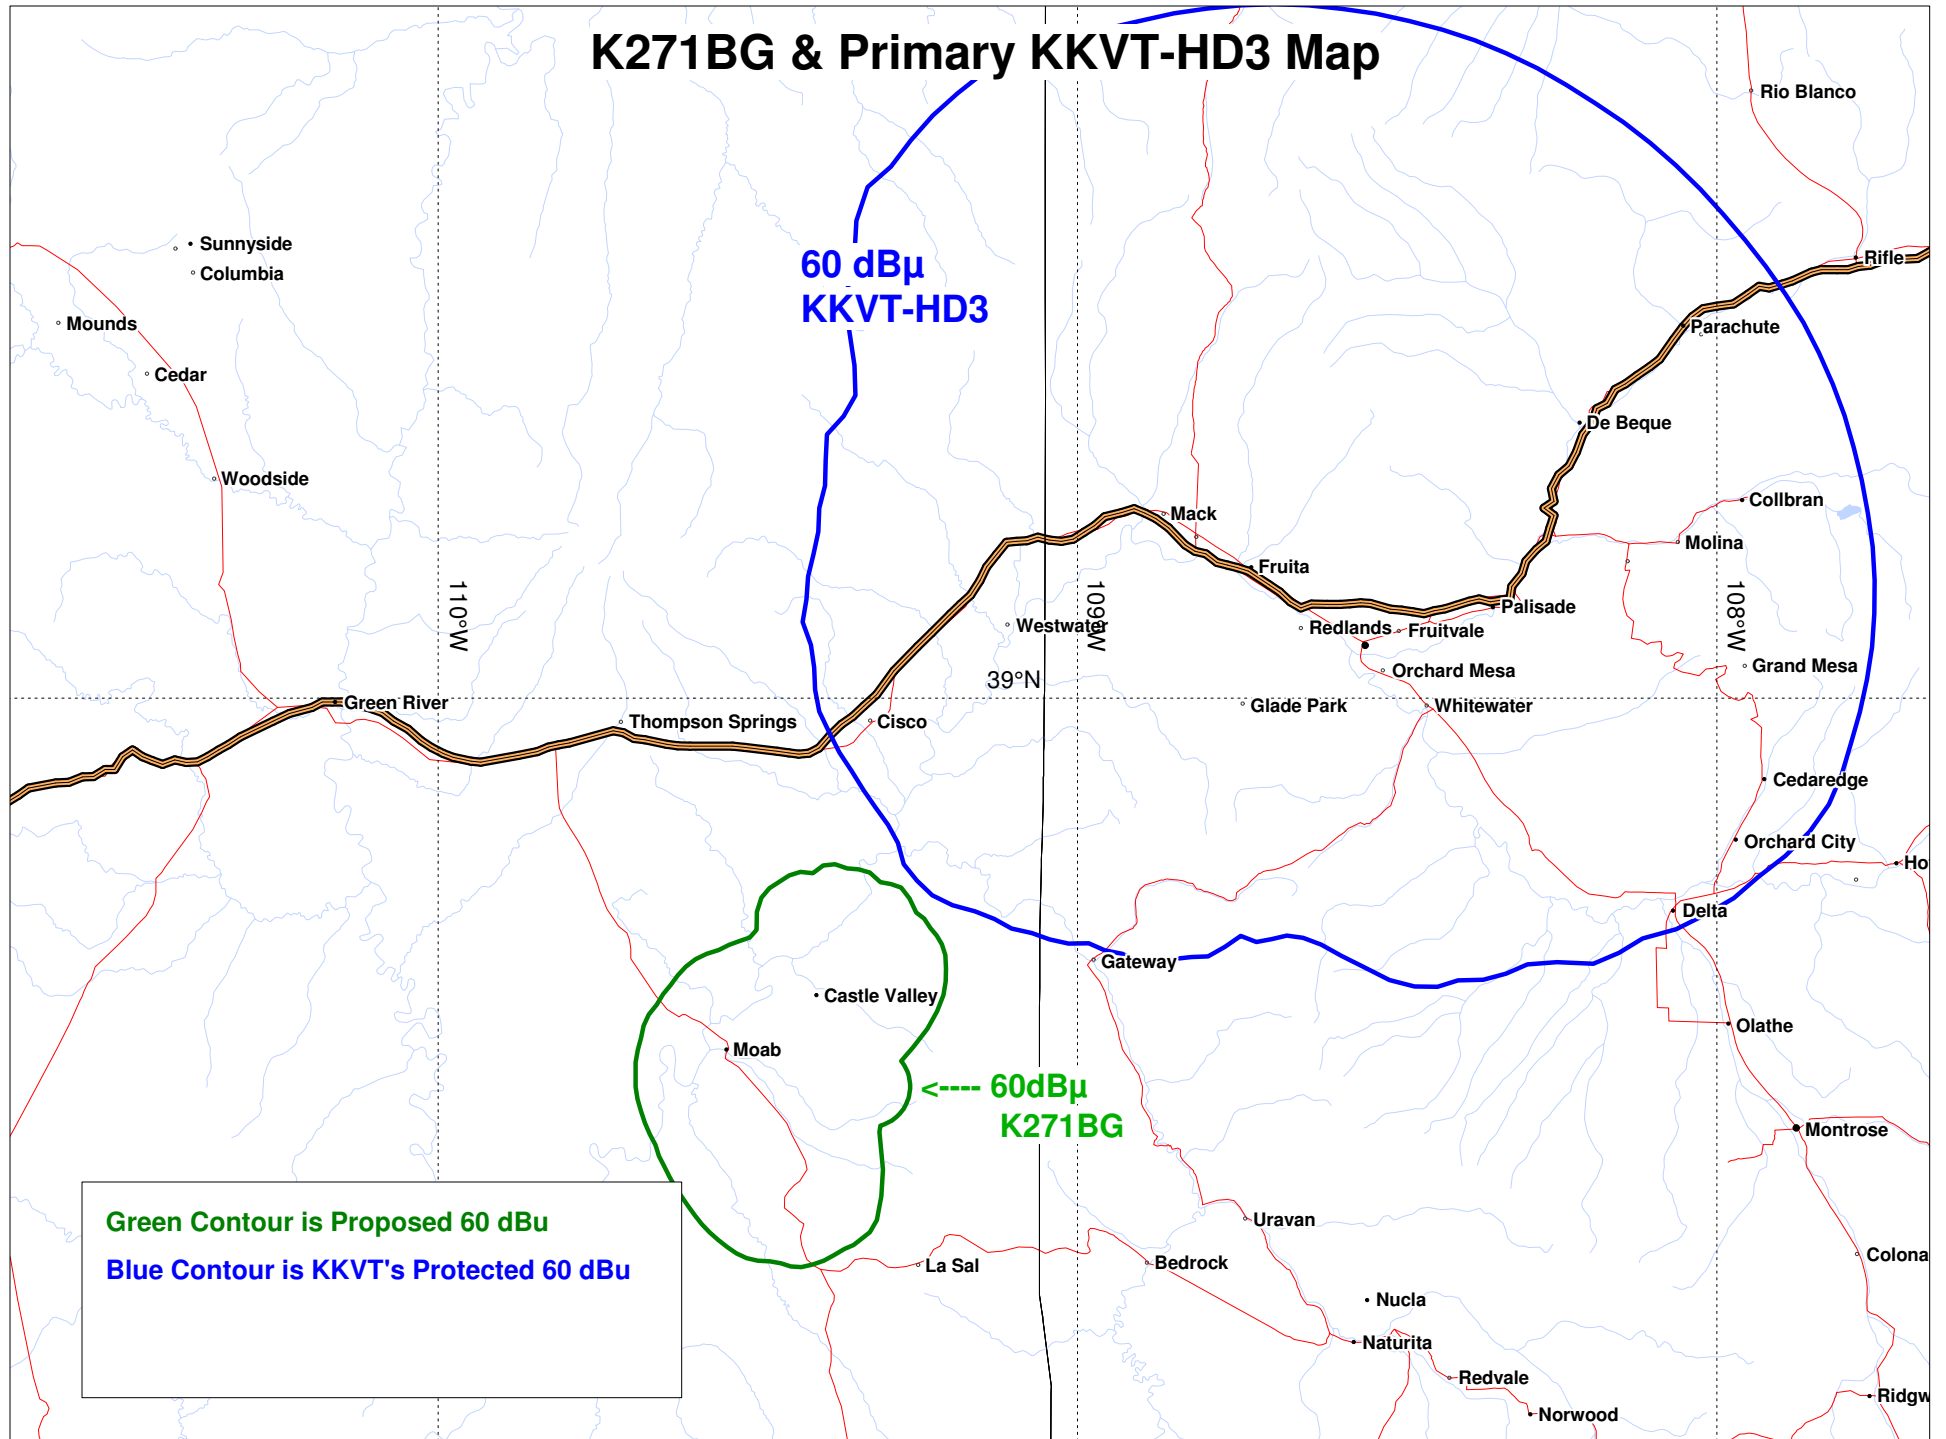 K271BG & Primary KKVT-HD3 Map
Rio Blanco
Sunnyside
Columbia
60 dBµ
KKVT-HD3
Rifle
Mounds
Parachute
Cedar
De Beque
Woodside
Collbran
Mack
Molina
Fruita
110°W
109°W
108°W
Palisade
Westwater
Redlands
Fruitvale
Orchard Mesa
Grand Mesa
39°N
Green River
Thompson Springs
Cisco
Glade Park
Whitewater
Cedaredge
Orchard City
Ho
Delta
Gateway
Castle Valley
Olathe
Moab
<---- 60dBµ
K271BG
Montrose
Green Contour is Proposed 60 dBu
Uravan
Blue Contour is KKVT's Protected 60 dBu
La Sal
Bedrock
Colona
Nucla
Naturita
Redvale
Ridgw
Norwood